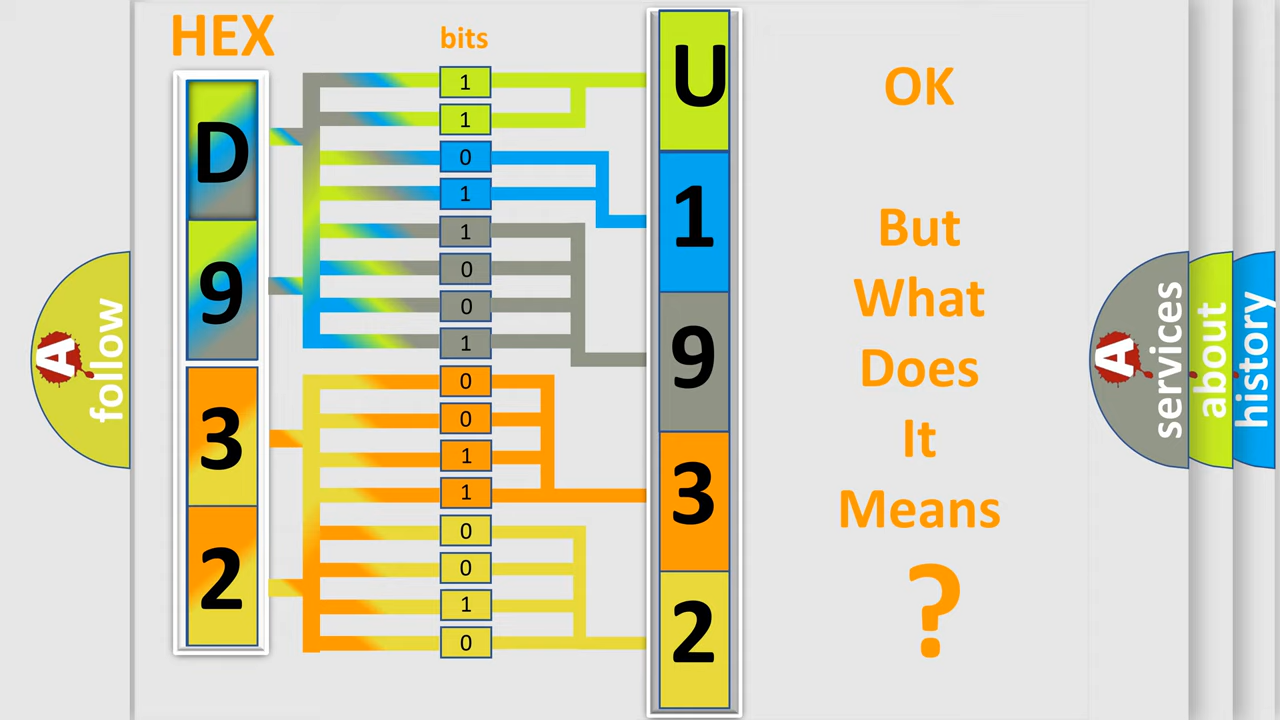 HEX
bits
D
9
3
2
1
1
0
1
1
0
0
1
0
0
1
1
0
0
1
0
U
1
9
3
2
OK
But
What
Does
It
Means
?
A
follow
A
services
about
history